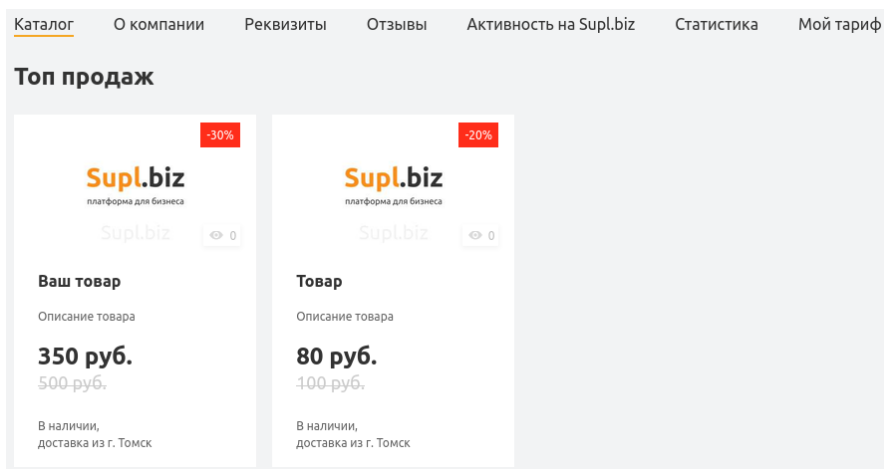 Каталог О компании Реквизиты Отзывы Активность на Supl.biz Статистика Мой тариф
Топ продаж
-30%
Supl.biz
платформа для бизнеса
Supl.biz
0
Ваш товар
Описание товара
350 руб.
500 руб.
В наличии,
доставка из г. Томск
-20%
Supl.biz
платформа для бизнеса
Supl.biz
0
Товар
Описание товара
80 руб.
100 руб.
В наличии,
доставка из г. Томск